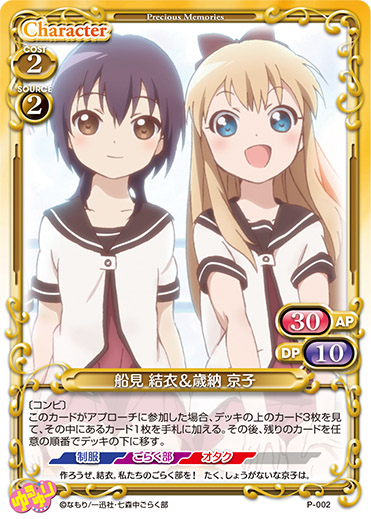 Precious Memories
Character
COST
2
SOURCE
2
30 AP
DP 10
船見 結衣&歳納 京子
[コンビ]
このカードがアプローチに参加した場合、デッキの上のカード3枚を見
て、その中にあるカード1枚を手札に加える。その後、残りのカードを任
意の順番でデッキの下に移す。
制服 ごらく部 オタク
作ろうぜ、結衣。私たちのごらく部を! たく、しょうがないな京子は。
ゆるゆり
©なもり/一迅社・七森中ごらく部 P-002